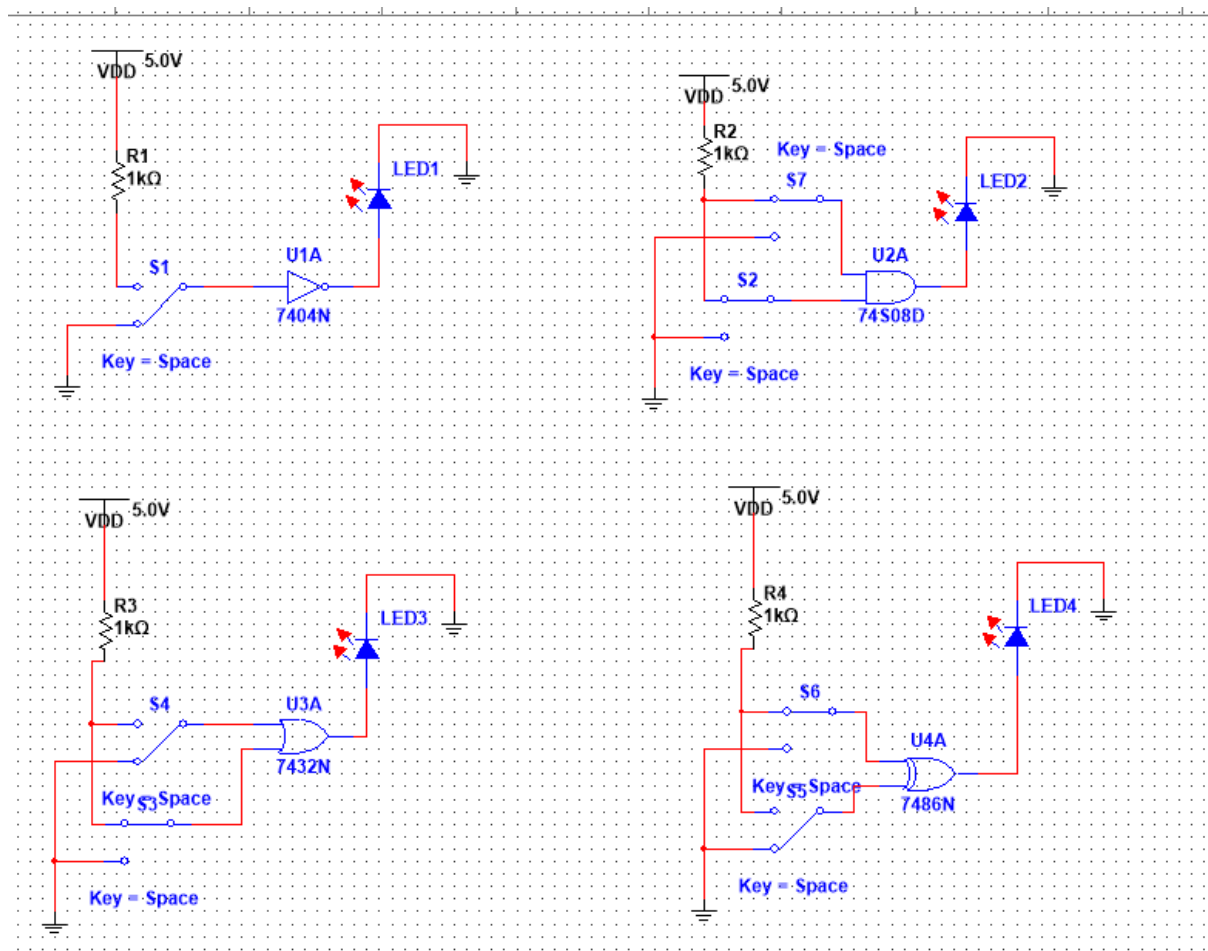 VDD 5.0V
R1
1kΩ
LED1
S1
U1A
7404N
Key = Space
VDD 5.0V
R2
1kΩ
Key = Space
S7
LED2
U2A
S2
74S08D
Key = Space
VDD 5.0V
R3
1kΩ
LED3
S4
U3A
7432N
Key = Space
S3
Key = Space
VDD 5.0V
R4
1kΩ
LED4
S6
U4A
Key = Space
S5
7486N
Key = Space